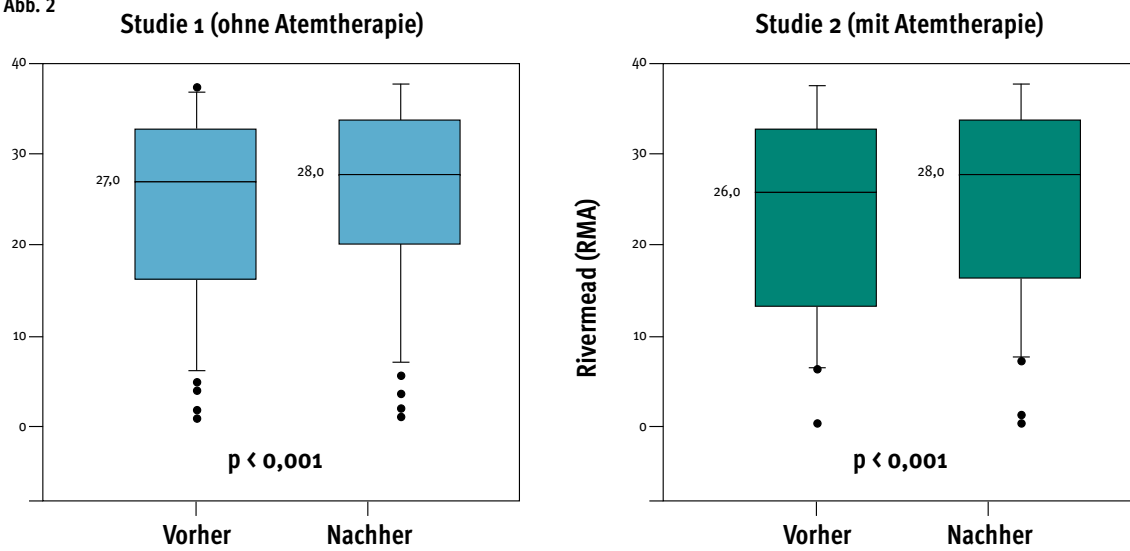 Abb. 2
Studie 1 (ohne Atemtherapie)
40
30
20
10
0
27,0
28,0
p < 0,001
Vorher
Nachher
Studie 2 (mit Atemtherapie)
Rivermead (RMA)
40
30
20
10
0
26,0
28,0
p < 0,001
Vorher
Nachher